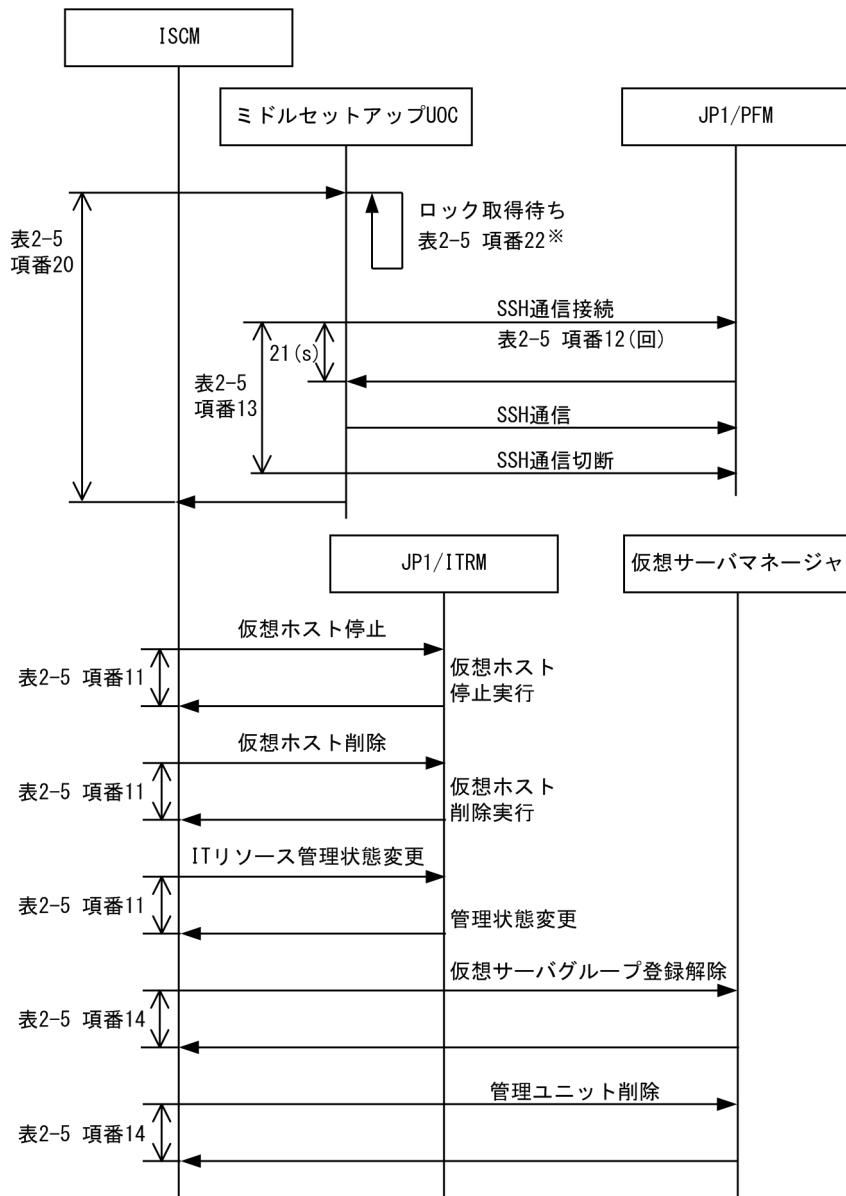 ISCM
ミドルセットアップUOC
JP1/PFM
ロック取得待ち
表2-5 項番22※
表2-5
項番20
SSH通信接続
表2-5 項番12(回)
21(s)
表2-5
項番13
SSH通信
SSH通信切断
JP1/ITRM
仮想サーバマネージャ
仮想ホスト停止
表2-5 項番11
仮想ホスト
停止実行
仮想ホスト削除
表2-5 項番11
仮想ホスト
削除実行
ITリソース管理状態変更
表2-5 項番11
管理状態変更
仮想サーバグループ登録解除
表2-5 項番14
管理ユニット削除
表2-5 項番14